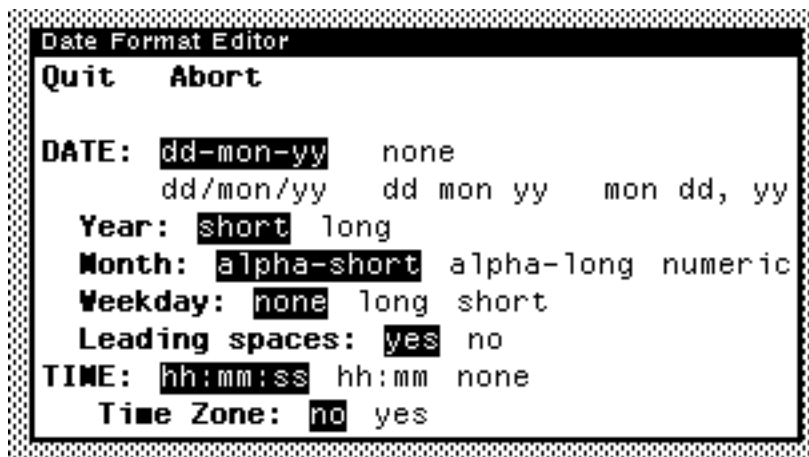 Date Format Editor
Quit Abort
DATE: dd-mon-yy none
dd/mon/yy dd mon yy mon dd, yy
Year: short long
Month: alpha-short alpha-long numeric
Weekday: none long short
Leading spaces: yes no
TIME: hh:mm:ss hh:mm none
Time Zone: no yes